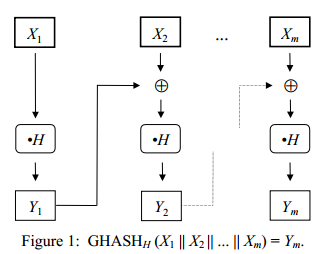 X1 X2 ... Xm
⊕ ⊕
•H •H •H
Y1 Y2 Ym
Figure 1: GHASHH (X1 || X2 || ... || Xm) = Ym.